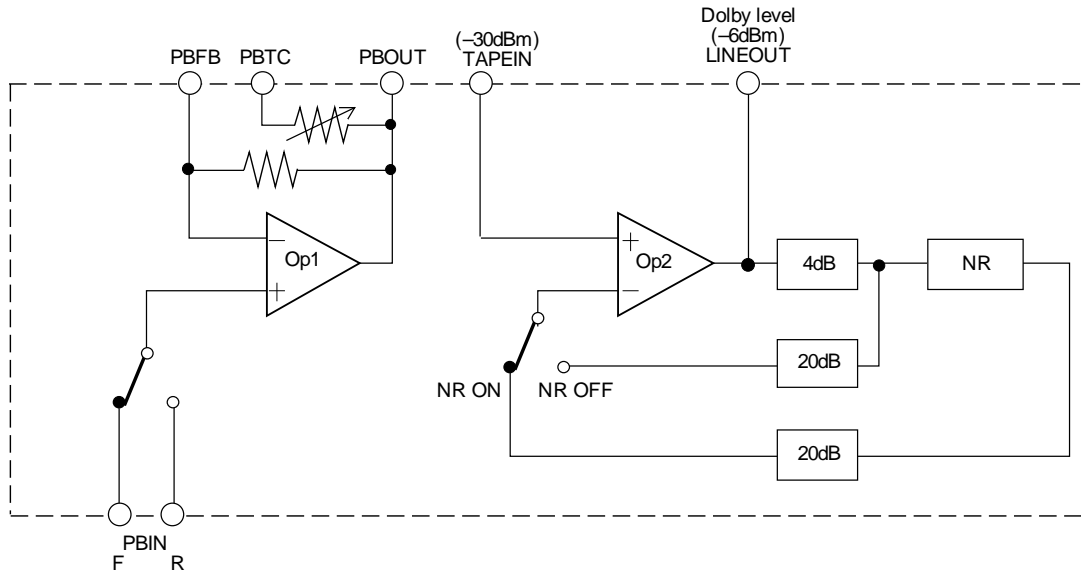 Dolby level
(–30dBm)
(–6dBm)
PBFB
PBTC
PBOUT
TAPEIN
LINEOUT
–
Op1
+
+
Op2
–
4dB
NR
NR ON
NR OFF
20dB
20dB
PBIN
F
R